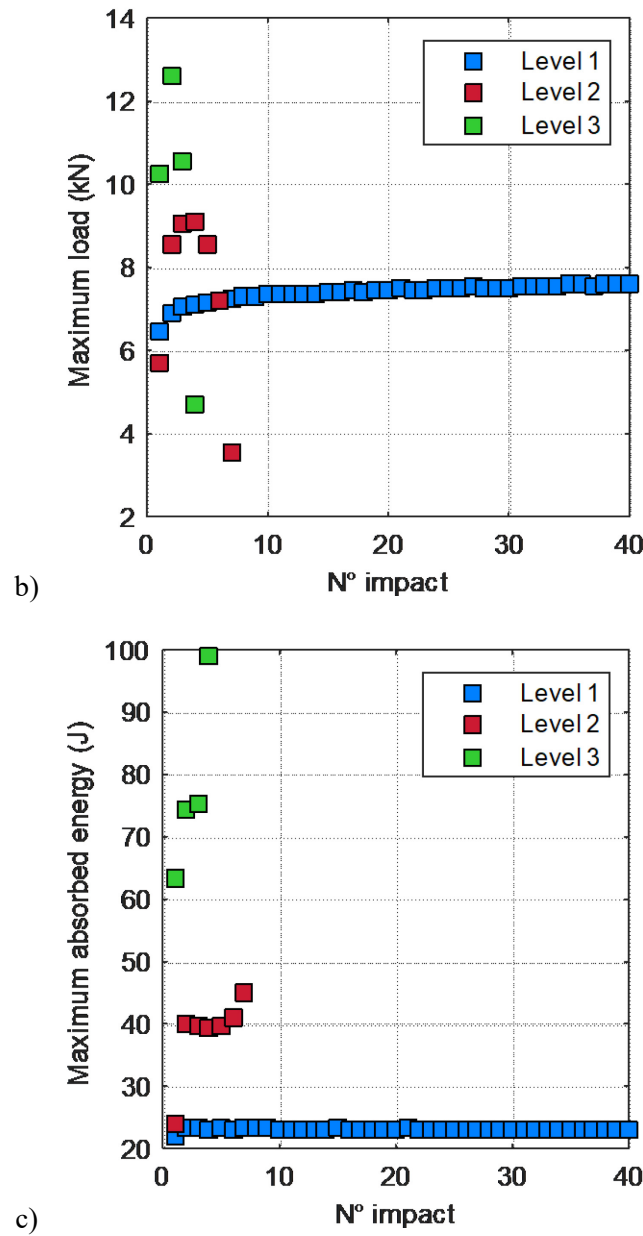 14
12
10
8
6
4
2
0
10
20
30
40
Maximum load (kN)
Nº impact
Level 1
Level 2
Level 3
b)
100
90
80
70
60
50
40
30
20
0
10
20
30
40
Maximum absorbed energy (J)
Nº impact
Level 1
Level 2
Level 3
c)